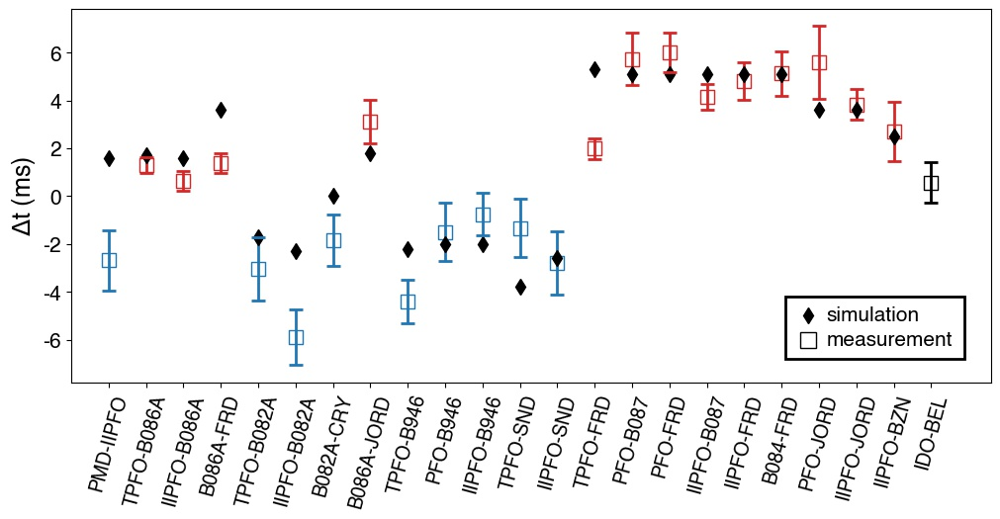 Δt (ms)
6
4
2
0
-2
-4
-6
simulation
measurement
PMD-IIPFO
TPFO-B086A
IIPFO-B086A
B086A-FRD
TPFO-B082A
IIPFO-B082A
B082A-CRY
B086A-JORD
TPFO-B946
PFO-B946
IIPFO-B946
TPFO-SND
IIPFO-SND
TPFO-FRD
PFO-B087
PFO-FRD
IIPFO-B087
IIPFO-FRD
B084-FRD
PFO-JORD
IIPFO-JORD
IIPFO-BZN
IDO-BEL